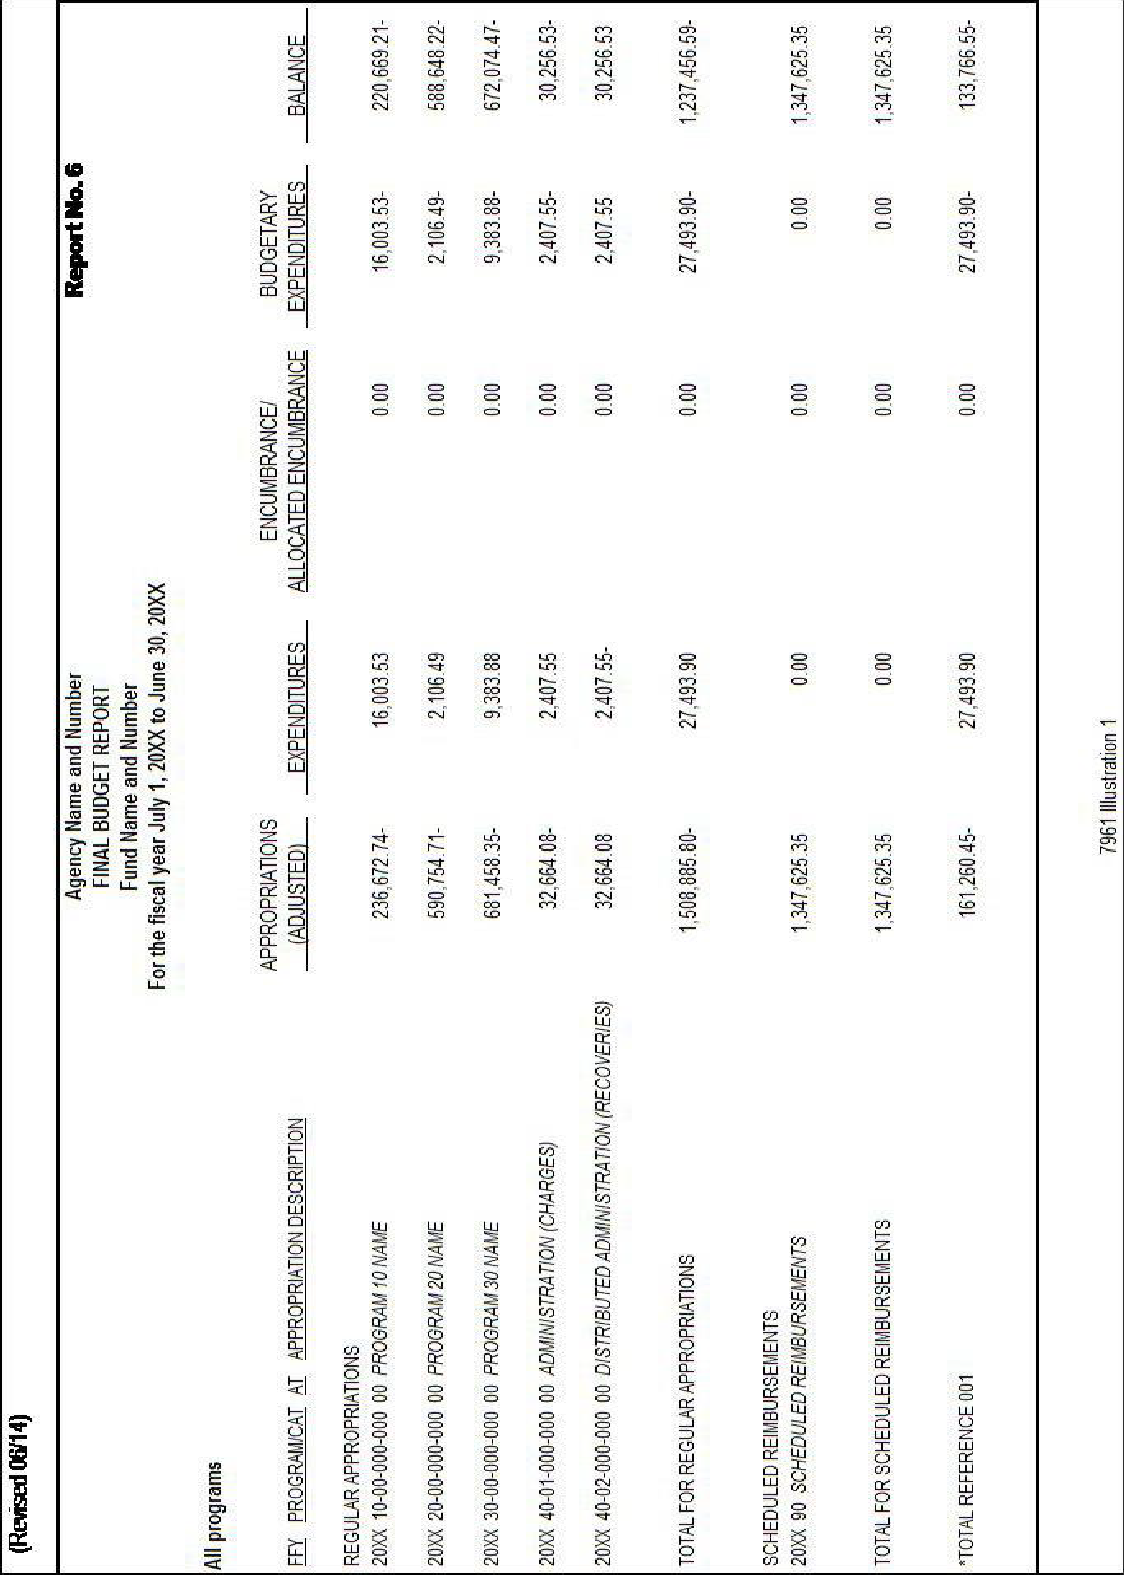 (Revised 06/14)
Agency Name and Number Report No. 6
FINAL BUDGET REPORT
Fund Name and Number
For the fiscal year July 1, 20XX to June 30, 20XX
All programs
APPROPRIATIONS ENCUMBRANCE/ BUDGETARY
FFY PROGRAM/CAT AT APPROPRIATION DESCRIPTION (ADJUSTED) EXPENDITURES ALLOCATED ENCUMBRANCE EXPENDITURES BALANCE
REGULAR APPROPRIATIONS
20XX 10-00-000-000 00 PROGRAM 10 NAME 236,672.74- 16,003.53 0.00 16,003.53- 220,669.21-
20XX 20-00-000-000 00 PROGRAM 20 NAME 590,754.71- 2,106.49 0.00 2,106.49- 588,648.22-
20XX 30-00-000-000 00 PROGRAM 30 NAME 681,458.35- 9,383.88 0.00 9,383.88- 672,074.47-
20XX 40-01-000-000 00 ADMINISTRATION (CHARGES) 32,664.08- 2,407.55 0.00 2,407.55- 30,256.53-
20XX 40-02-000-000 00 DISTRIBUTED ADMINISTRATION (RECOVERIES) 32,664.08 2,407.55- 0.00 2,407.55 30,256.53
TOTAL FOR REGULAR APPROPRIATIONS 1,508,885.80- 27,493.90 0.00 27,493.90- 1,237,456.59-
SCHEDULED REIMBURSEMENTS
20XX 90 SCHEDULED REIMBURSEMENTS 1,347,625.35 0.00 0.00 0.00 1,347,625.35
TOTAL FOR SCHEDULED REIMBURSEMENTS 1,347,625.35 0.00 0.00 0.00 1,347,625.35
*TOTAL REFERENCE 001 161,260.45- 27,493.90 0.00 27,493.90- 133,766.55-
7961 Illustration 1